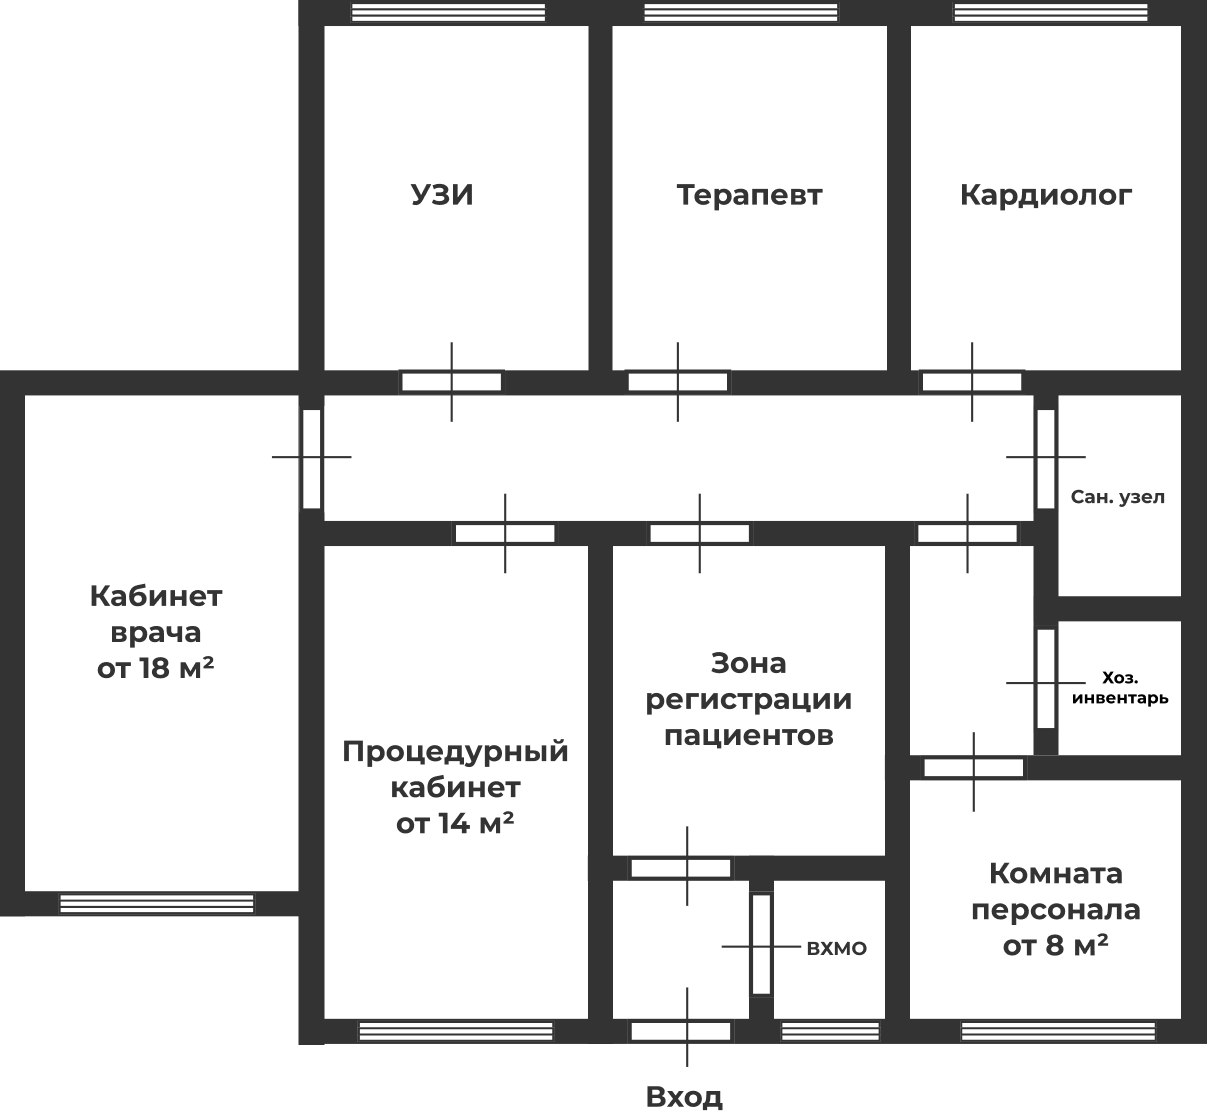 УЗИ
Терапевт
Кардиолог
Сан. узел
Кабинет
врача
от 18 м²
Зона
регистрации
пациентов
Хоз.
инвентарь
Процедурный
кабинет
от 14 м²
Комната
персонала
от 8 м²
ВХМО
Вход